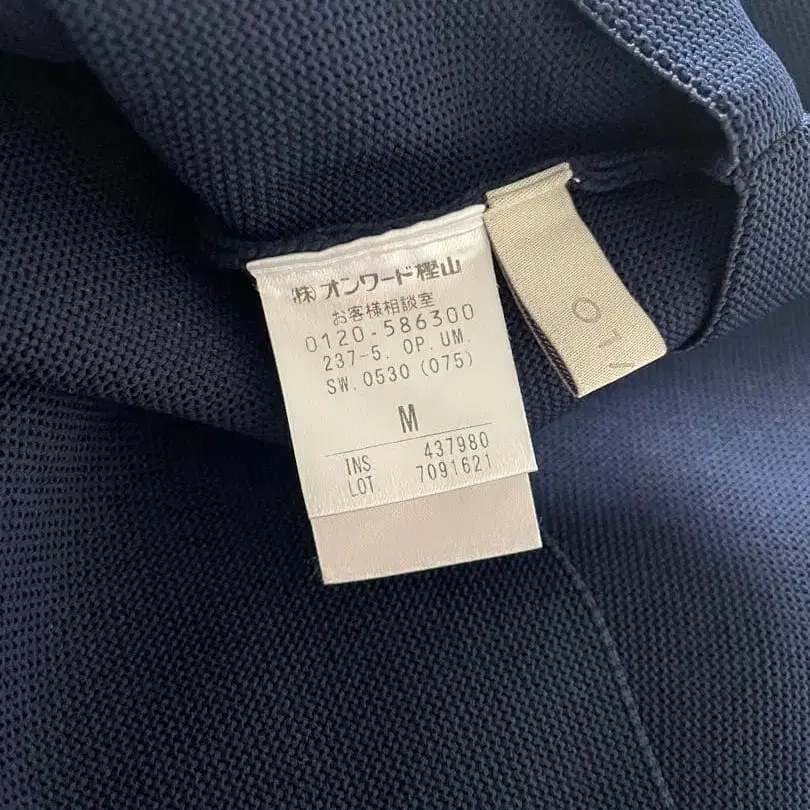 ㈱オンワード樫山
お客様相談室
0120-586300
237-5. OP. UM.
SW. 0530 (075)
M
INS 437980
LOT 7091621
01/